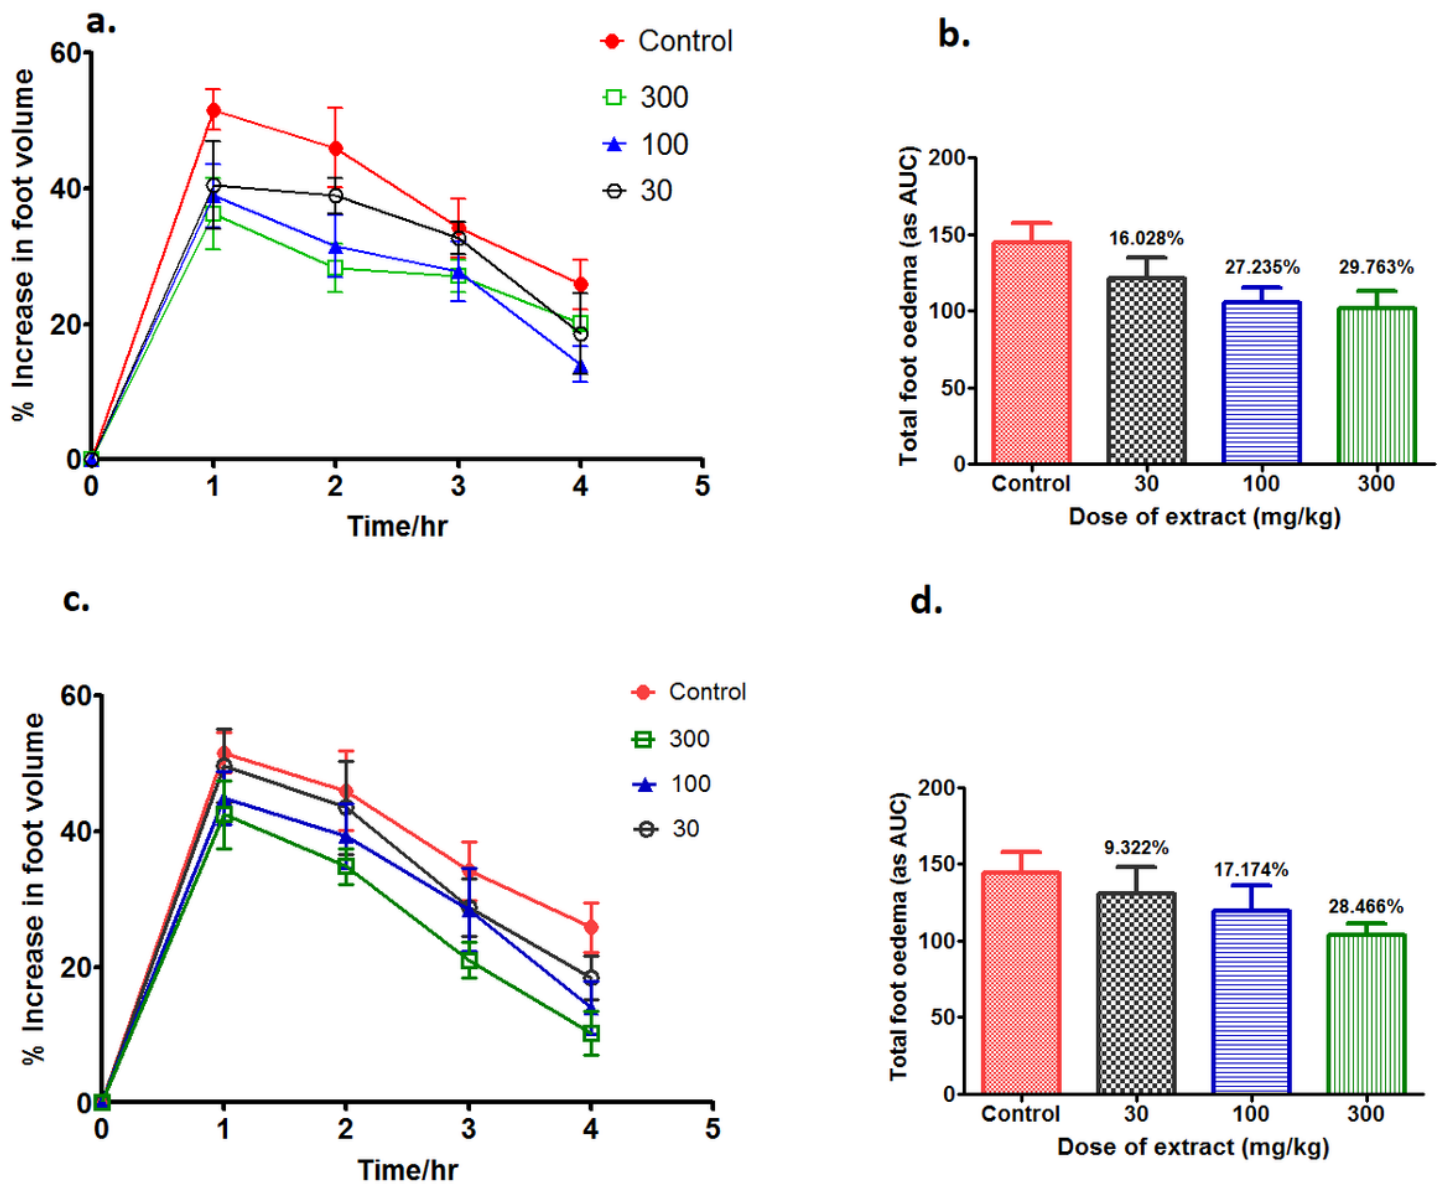 a.
60
40
20
0
% Increase in foot volume
0 1 2 3 4 5
Time/hr
Control
300
100
30
b.
200
150
100
50
0
Total foot oedema (as AUC)
16.028%
27.235%
29.763%
Control 30 100 300
Dose of extract (mg/kg)
c.
60
40
20
0
% Increase in foot volume
0 1 2 3 4 5
Time/hr
Control
300
100
30
d.
200
150
100
50
0
Total foot oedema (as AUC)
9.322%
17.174%
28.466%
Control 30 100 300
Dose of extract (mg/kg)